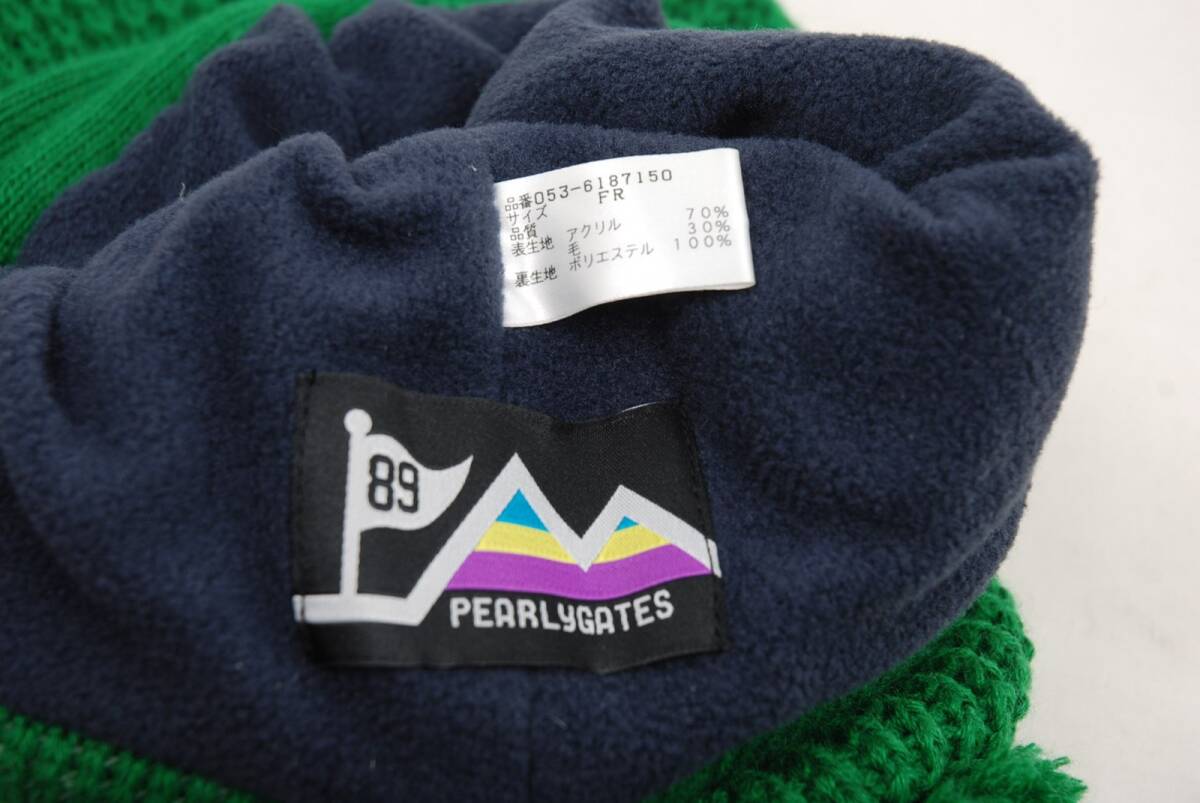 品番053-6187150
サイズ FR
品質
表生地 アクリル 70%
毛 30%
裏生地 ポリエステル 100%
89
PEARLYGATES